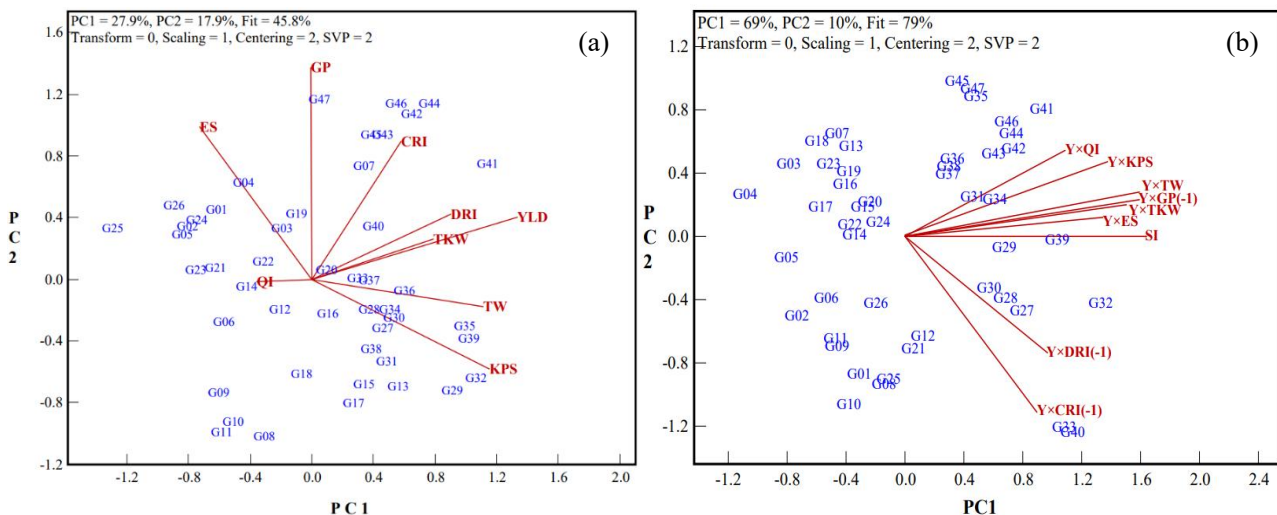 PC1 = 27.9%, PC2 = 17.9%, Fit = 45.8%
Transform = 0, Scaling = 1, Centering = 2, SVP = 2
(a)
1.6
1.2
0.8
0.4
0.0
-0.4
-0.8
-1.2
P
C
2
-1.2 -0.8 -0.4 0.0 0.4 0.8 1.2 1.6 2.0
P C 1
GP
G47
G46 G44
G42
ES
G43
CRI
G07
G41
G04
G26
G01
G19
DRI
YLD
G24
G25
G02
G05
G03
G40
TKW
G22
G23 G21
G20
QI
G14
G33
G37
G36
G06
G12
G16
G28 G34
G30
TW
G27
G35
G39
G38
G31
KPS
G18
G32
G15 G13
G29
G09
G17
G10
G11
G08
PC1 = 69%, PC2 = 10%, Fit = 79%
Transform = 0, Scaling = 1, Centering = 2, SVP = 2
(b)
1.2
0.8
0.4
0.0
-0.4
-0.8
-1.2
P
C
2
-1.2 -0.8 -0.4 0.0 0.4 0.8 1.2 1.6 2.0 2.4
PC1
G45
G47
G35
G41
G46
G44
G07
G18
G13
G42
Y×QI
G43
G03
G23
G19
G36
G38
G37
Y×KPS
G16
Y×TW
G04
G31
G34
Y×GP(-1)
G17
G15
G20
Y×TKW
G22
G24
Y×ES
G14
SI
G39
G29
G05
G30
G06
G26
G28
G32
G27
G02
G11
G09
G12
G21
Y×DRI(-1)
G01
G25
G08
G10
Y×CRI(-1)
G33
G40